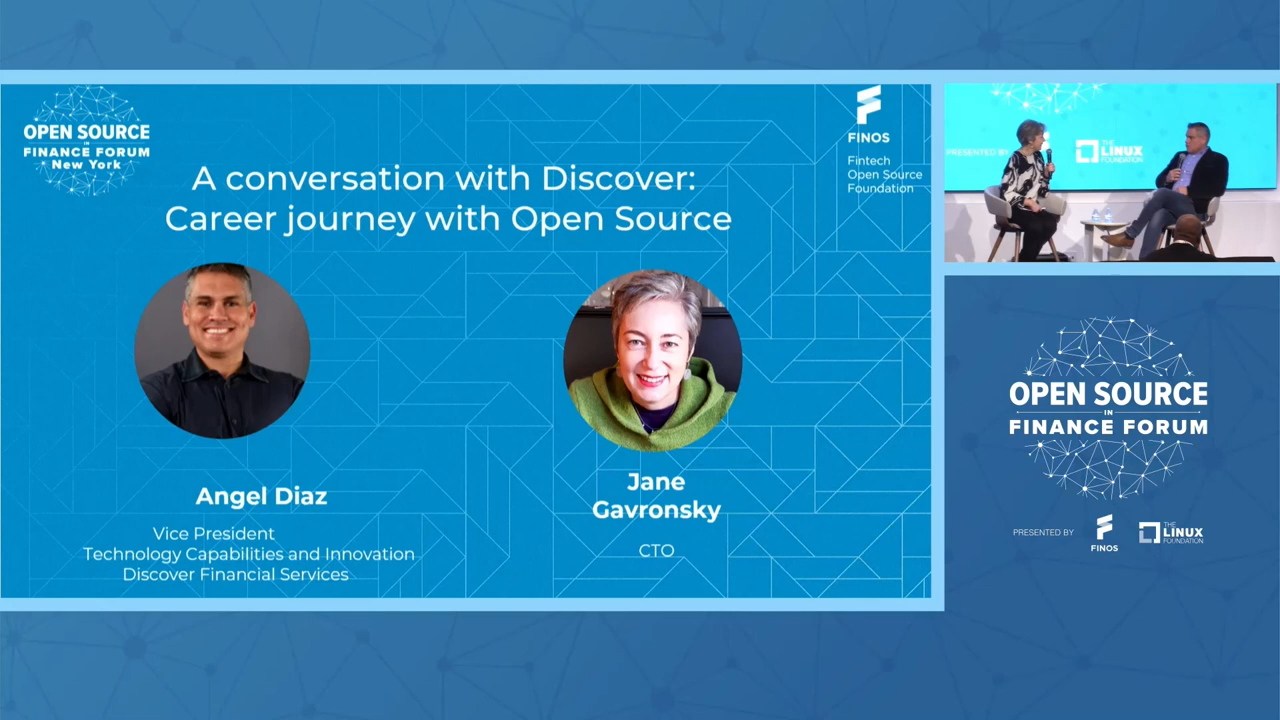 OPEN SOURCE
IN
FINANCE FORUM
New York
FINOS
Fintech
Open Source
Foundation
A conversation with Discover:
Career journey with Open Source
Angel Diaz
Vice President
Technology Capabilities and Innovation
Discover Financial Services
Jane
Gavronsky
CTO
PRESENTED BY
THE
LINUX
FOUNDATION
OPEN SOURCE
IN
FINANCE FORUM
PRESENTED BY
FINOS
THE
LINUX
FOUNDATION